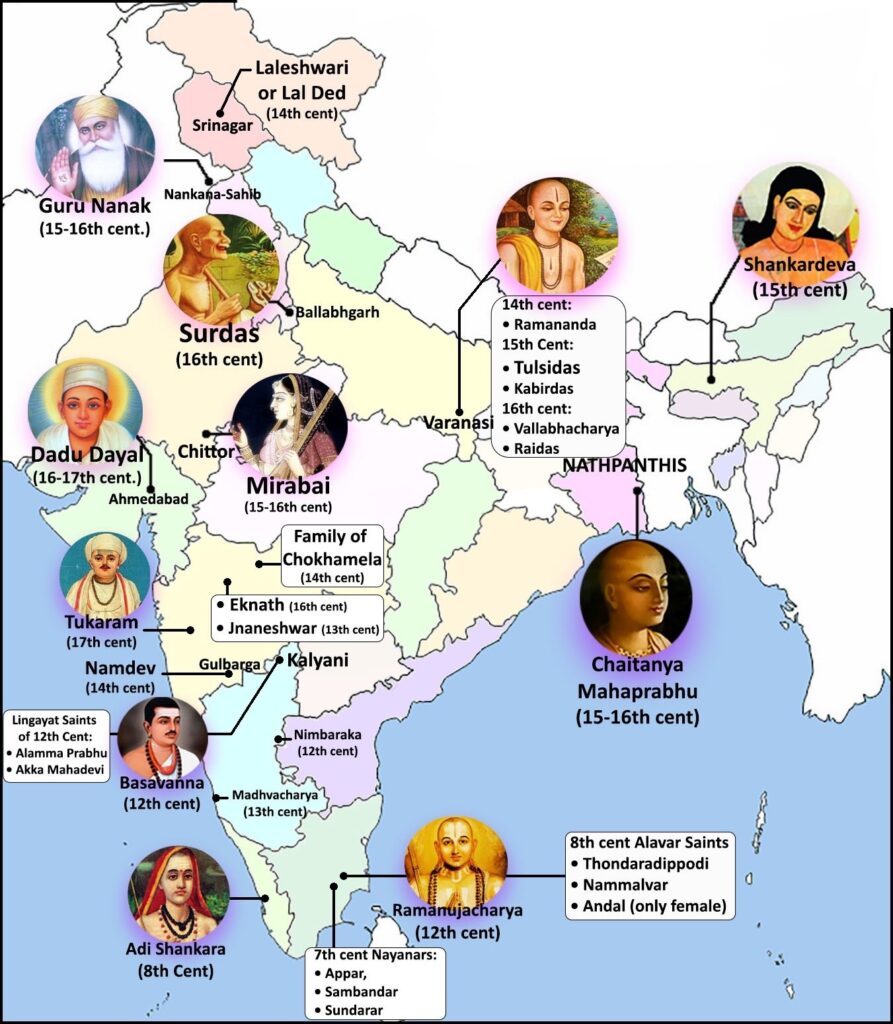 Laleshwari
or Lal Ded
(14th cent)
Srinagar
Guru Nanak
(15-16th cent.)
Nankana-Sahib
Shankardeva
(15th cent)
Surdas
(16th cent)
Ballabhgarh
14th cent:
• Ramananda
15th Cent:
• Tulsidas
• Kabirdas
16th cent:
• Vallabhacharya
• Raidas
Varanasi
Dadu Dayal
(16-17th cent.)
Ahmedabad
Chittor
Mirabai
(15-16th cent)
NATHPANTHIS
Family of
Chokhamela
(14th cent)
• Eknath (16th cent)
• Jnaneshwar (13th cent)
Tukaram
(17th cent)
Namdev
(14th cent)
Gulbarga
Kalyani
Chaitanya
Mahaprabhu
(15-16th cent)
Lingayat Saints
of 12th Cent:
• Alamma Prabhu
• Akka Mahadevi
Basavanna
(12th cent)
Nimbaraka
(12th cent)
Madhvacharya
(13th cent)
8th cent Alavar Saints
• Thondaradippodi
• Nammalvar
• Andal (only female)
Ramanujacharya
(12th cent)
Adi Shankara
(8th Cent)
7th cent Nayanars:
• Appar,
• Sambandar
• Sundarar